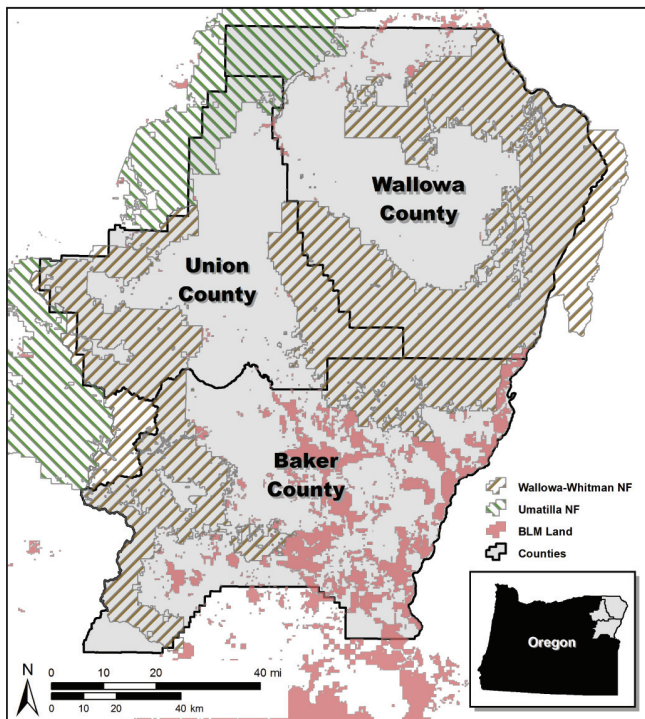 Wallowa
County
Union
County
Baker
County
Wallowa-Whitman NF
Umatilla NF
BLM Land
Counties
N
0 10 20 40 mi
0 10 20 40 km
Oregon